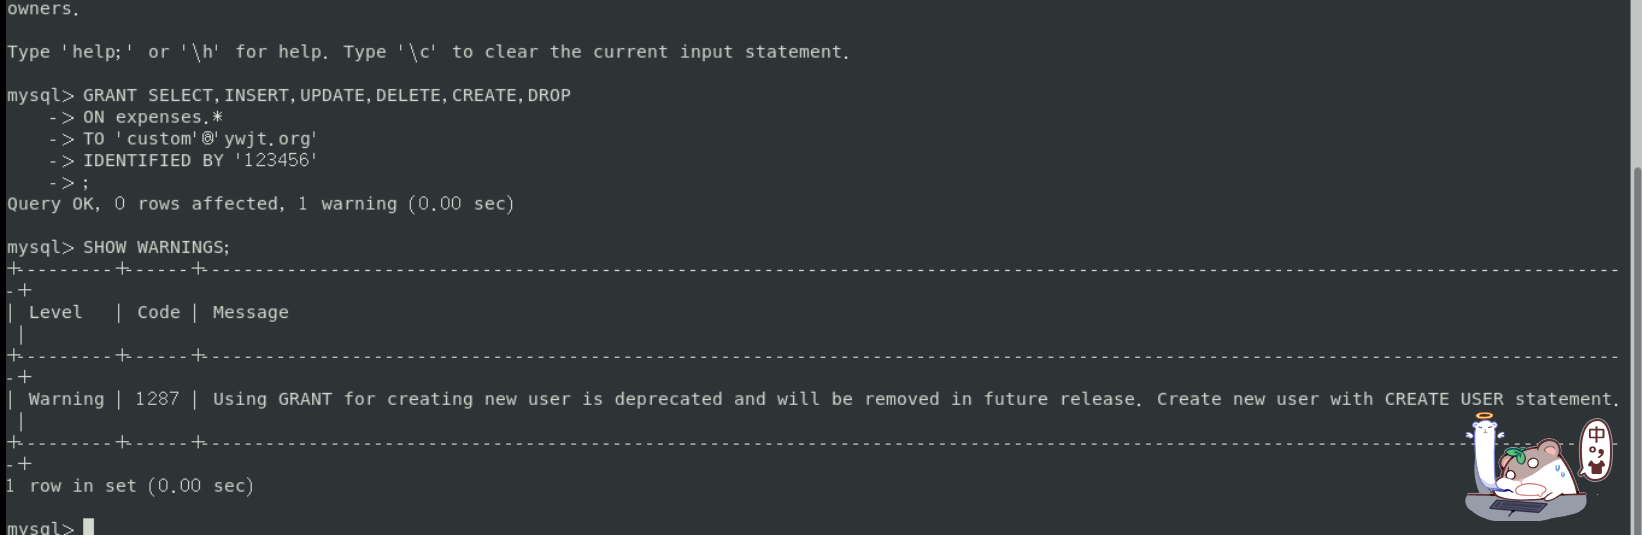 owners.
Type 'help;' or '\h' for help. Type '\c' to clear the current input statement.
mysql> GRANT SELECT,INSERT,UPDATE,DELETE,CREATE,DROP
    -> ON expenses.*
    -> TO 'custom'@'ywjt.org'
    -> IDENTIFIED BY '123456'
    -> ;
Query OK, 0 rows affected, 1 warning (0.00 sec)
mysql> SHOW WARNINGS;
+---------+------+-------------------------------------------------------------------------------------------------------------------------------------
-+
| Level   | Code | Message
 |
+---------+------+-------------------------------------------------------------------------------------------------------------------------------------
-+
| Warning | 1287 | Using GRANT for creating new user is deprecated and will be removed in future release. Create new user with CREATE USER statement.
 |
+---------+------+-------------------------------------------------------------------------------------------------------------------------------------
-+
1 row in set (0.00 sec)
mysql>
中